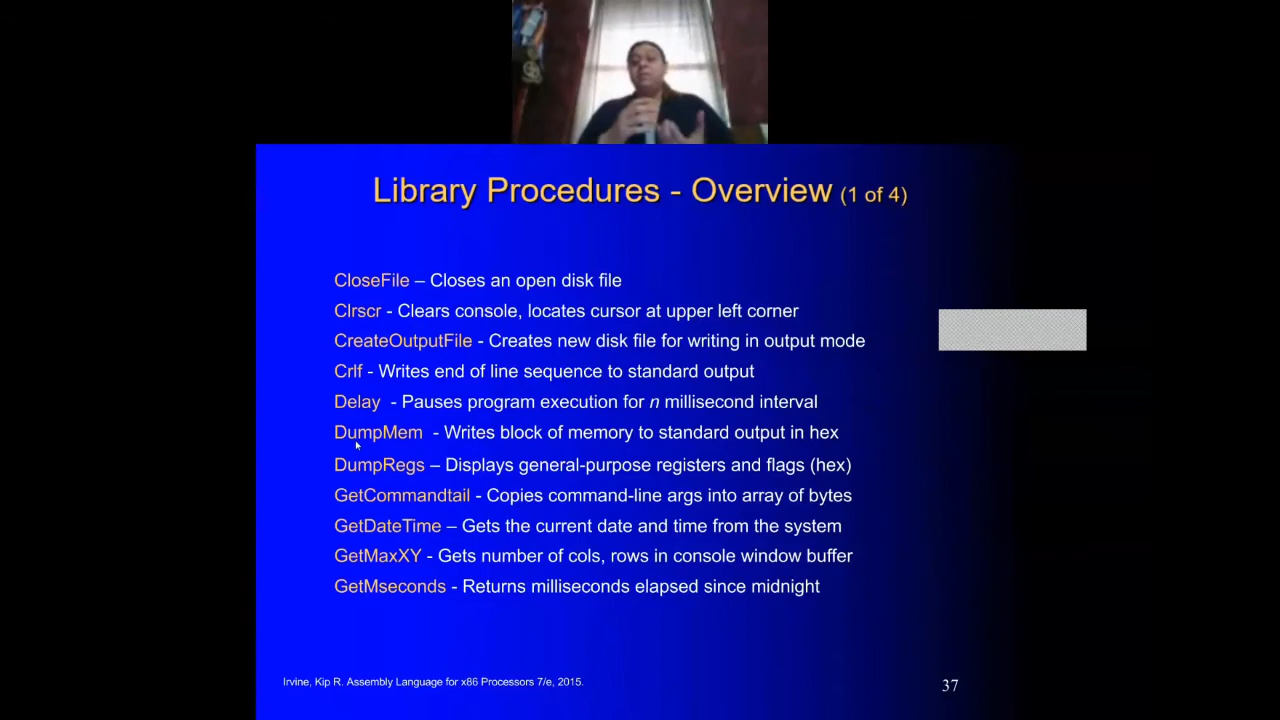 Library Procedures - Overview (1 of 4)
CloseFile – Closes an open disk file
Clrscr - Clears console, locates cursor at upper left corner
CreateOutputFile - Creates new disk file for writing in output mode
Crlf - Writes end of line sequence to standard output
Delay - Pauses program execution for n millisecond interval
DumpMem - Writes block of memory to standard output in hex
DumpRegs – Displays general-purpose registers and flags (hex)
GetCommandtail - Copies command-line args into array of bytes
GetDateTime – Gets the current date and time from the system
GetMaxXY - Gets number of cols, rows in console window buffer
GetMseconds - Returns milliseconds elapsed since midnight
Irvine, Kip R. Assembly Language for x86 Processors 7/e, 2015.
37